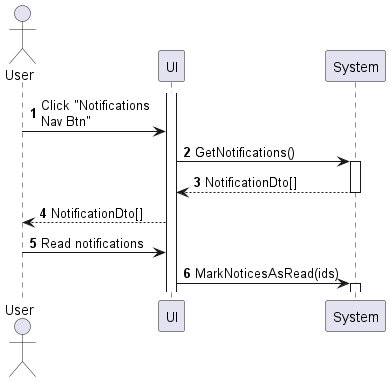 User
UI
System
1 Click "Notifications
Nav Btn"
2 GetNotifications()
3 NotificationDto[]
4 NotificationDto[]
5 Read notifications
6 MarkNoticesAsRead(ids)
User
UI
System